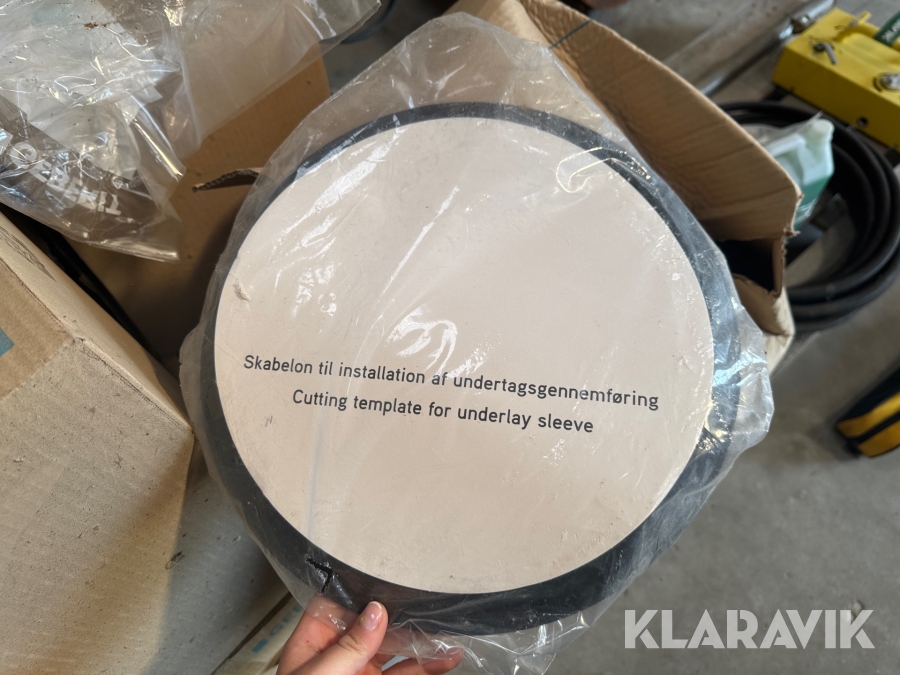 Skabelon til installation af undertagsgennemføring
Cutting template for underlay sleeve
KLARAVIK